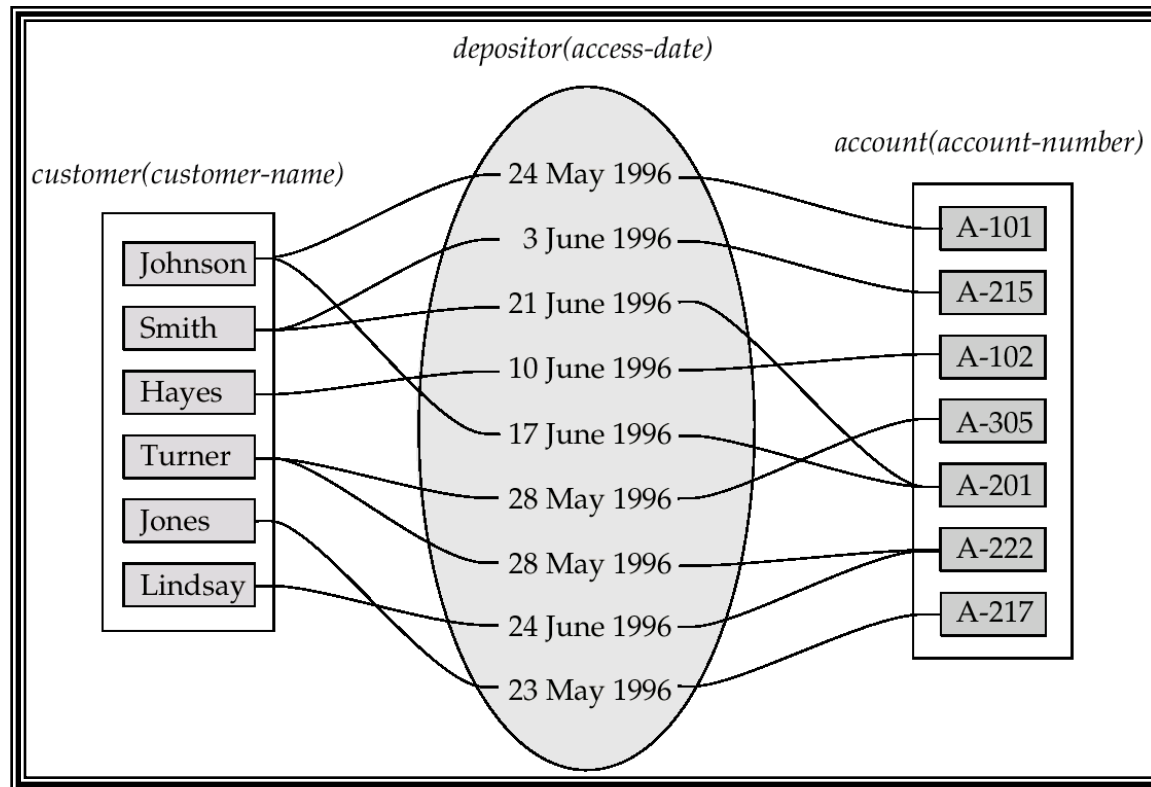 depositor(access-date)
customer(customer-name)
account(account-number)
Johnson
Smith
Hayes
Turner
Jones
Lindsay
24 May 1996
3 June 1996
21 June 1996
10 June 1996
17 June 1996
28 May 1996
28 May 1996
24 June 1996
23 May 1996
A-101
A-215
A-102
A-305
A-201
A-222
A-217